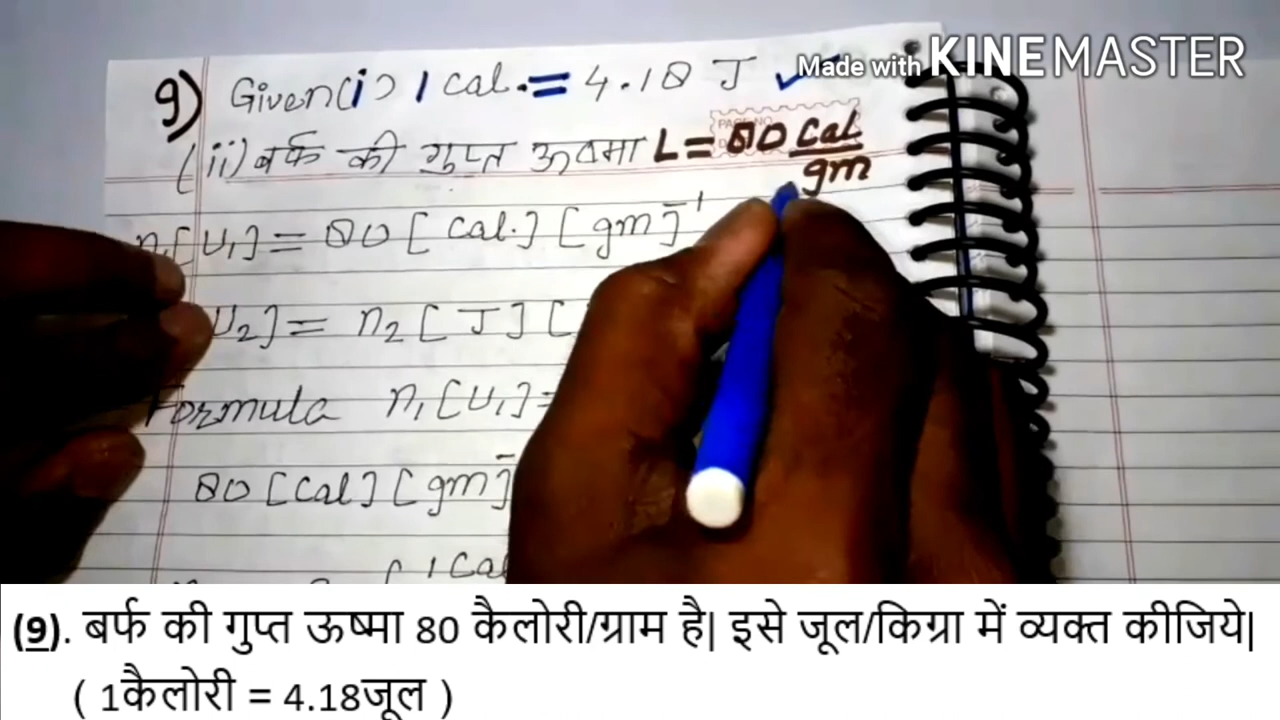 Made with KINEMASTER
9) Given (i) 1 Cal. = 4.18 J ✓
(ii) बर्फ की गुप्त ऊष्मा L = 80 Cal/gm
n₁[U₁] = 80 [Cal.] [gm]⁻¹
U₂] = n₂ [J] [
Formula n₁[U₁] =
80 [Cal] [gm]⁻
[1 Cal
(9). बर्फ की गुप्त ऊष्मा 80 कैलोरी/ग्राम है| इसे जूल/किग्रा में व्यक्त कीजिये|
( 1कैलोरी = 4.18जूल )